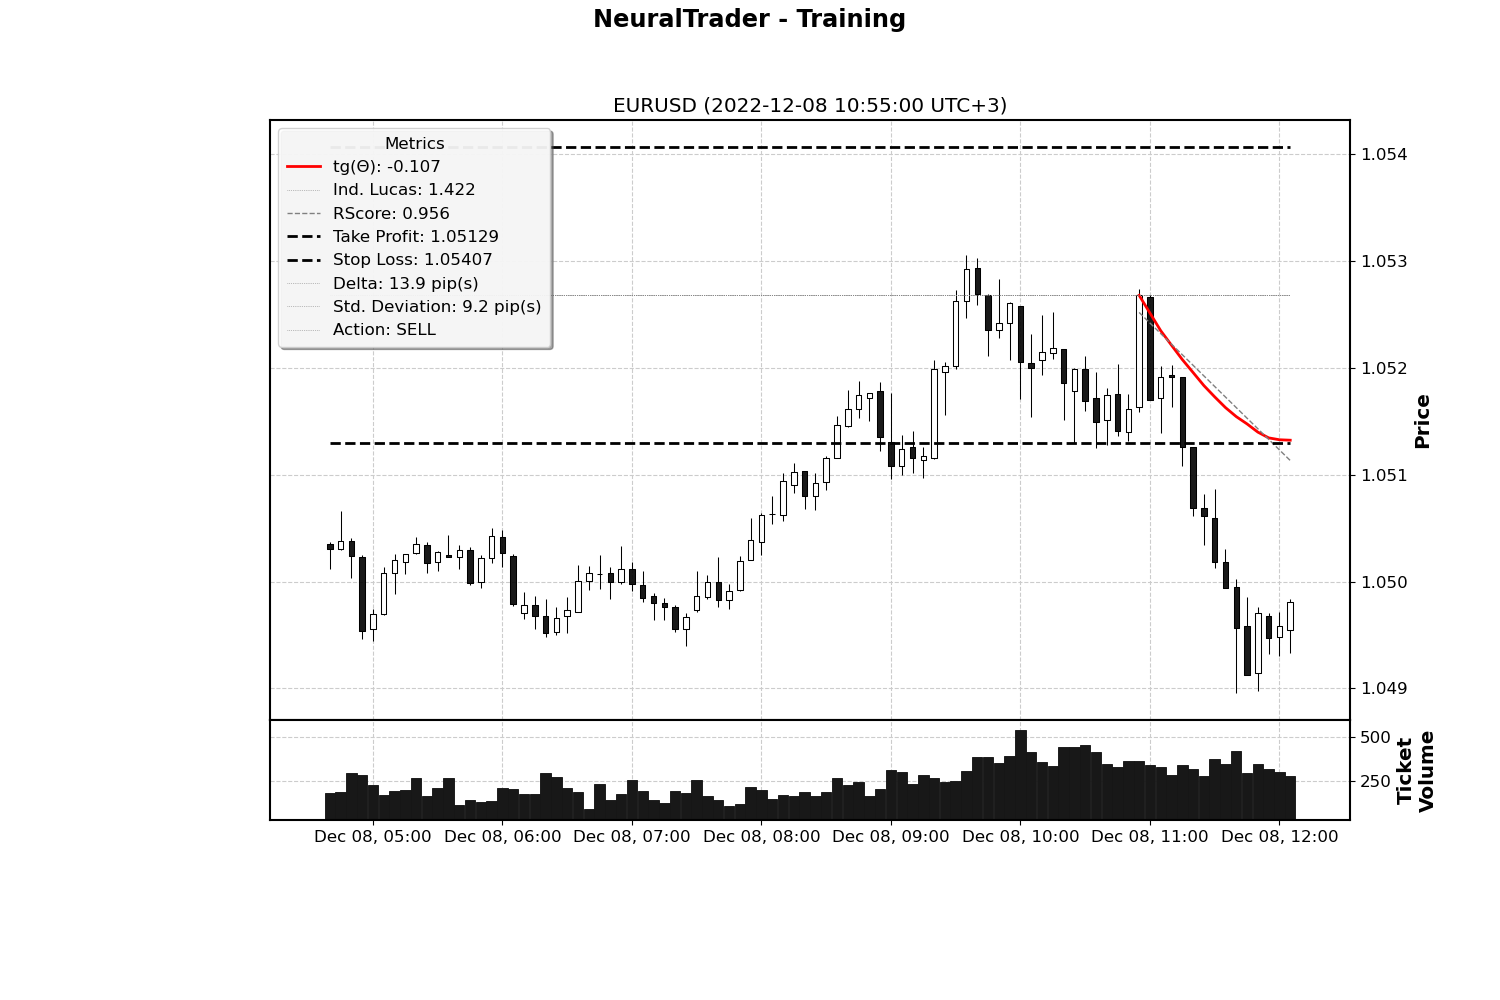 NeuralTrader - Training
EURUSD (2022-12-08 10:55:00 UTC+3)
Metrics
tg(Θ): -0.107
Ind. Lucas: 1.422
RScore: 0.956
Take Profit: 1.05129
Stop Loss: 1.05407
Delta: 13.9 pip(s)
Std. Deviation: 9.2 pip(s)
Action: SELL
1.054
1.053
1.052
1.051
1.050
1.049
Price
500
250
Ticket
Volume
Dec 08, 05:00 Dec 08, 06:00 Dec 08, 07:00 Dec 08, 08:00 Dec 08, 09:00 Dec 08, 10:00 Dec 08, 11:00 Dec 08, 12:00